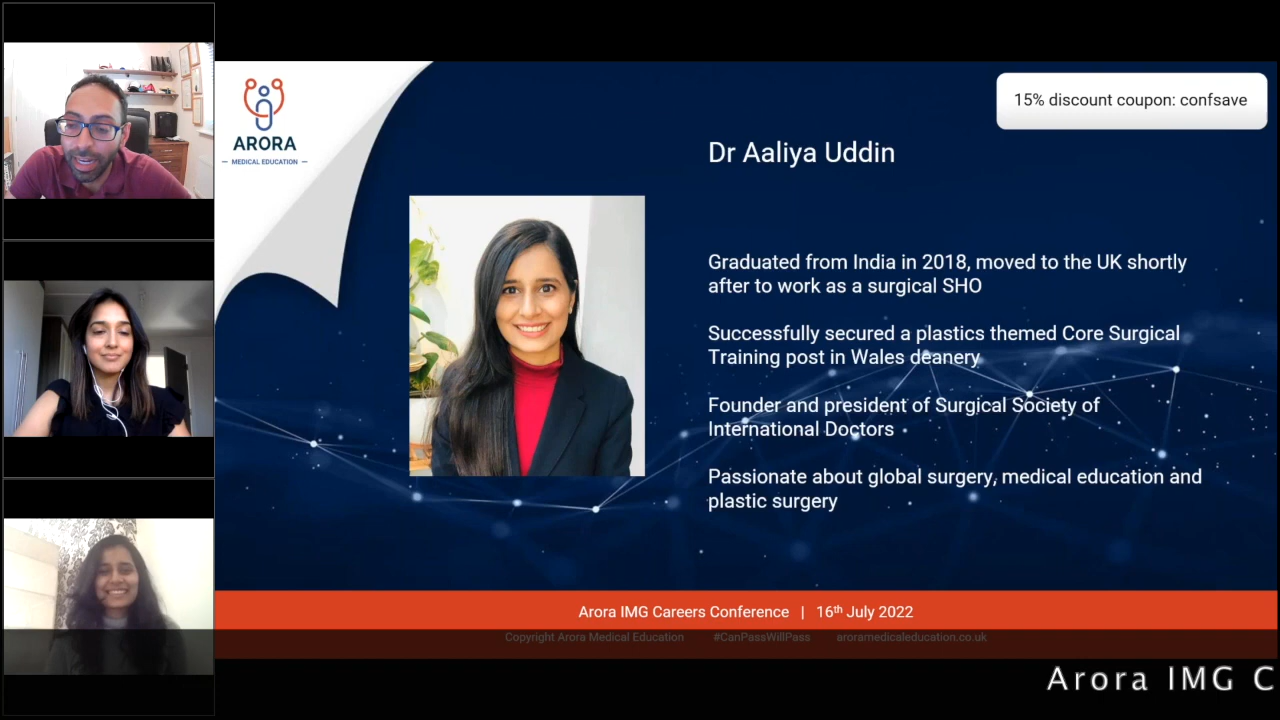 ARORA
MEDICAL EDUCATION
15% discount coupon: confsave
Dr Aaliya Uddin
Graduated from India in 2018, moved to the UK shortly
after to work as a surgical SHO
Successfully secured a plastics themed Core Surgical
Training post in Wales deanery
Founder and president of Surgical Society of
International Doctors
Passionate about global surgery, medical education and
plastic surgery
Arora IMG Careers Conference | 16th July 2022
Copyright Arora Medical Education #CanPassWillPass aroramedicaleducation.co.uk
Arora IMG C